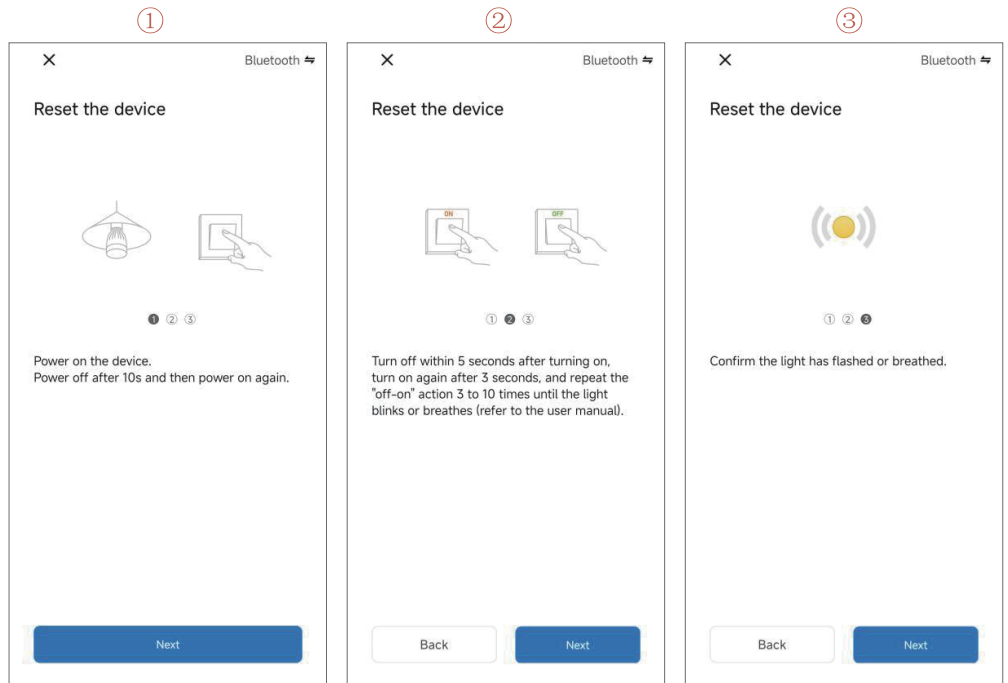 ①
Bluetooth ⇋
Reset the device
❶ ② ③
Power on the device.
Power off after 10s and then power on again.
Next
②
Bluetooth ⇋
Reset the device
ON
OFF
① ❷ ③
Turn off within 5 seconds after turning on,
turn on again after 3 seconds, and repeat the
"off-on" action 3 to 10 times until the light
blinks or breathes (refer to the user manual).
Back
Next
③
Bluetooth ⇋
Reset the device
① ② ❸
Confirm the light has flashed or breathed.
Back
Next